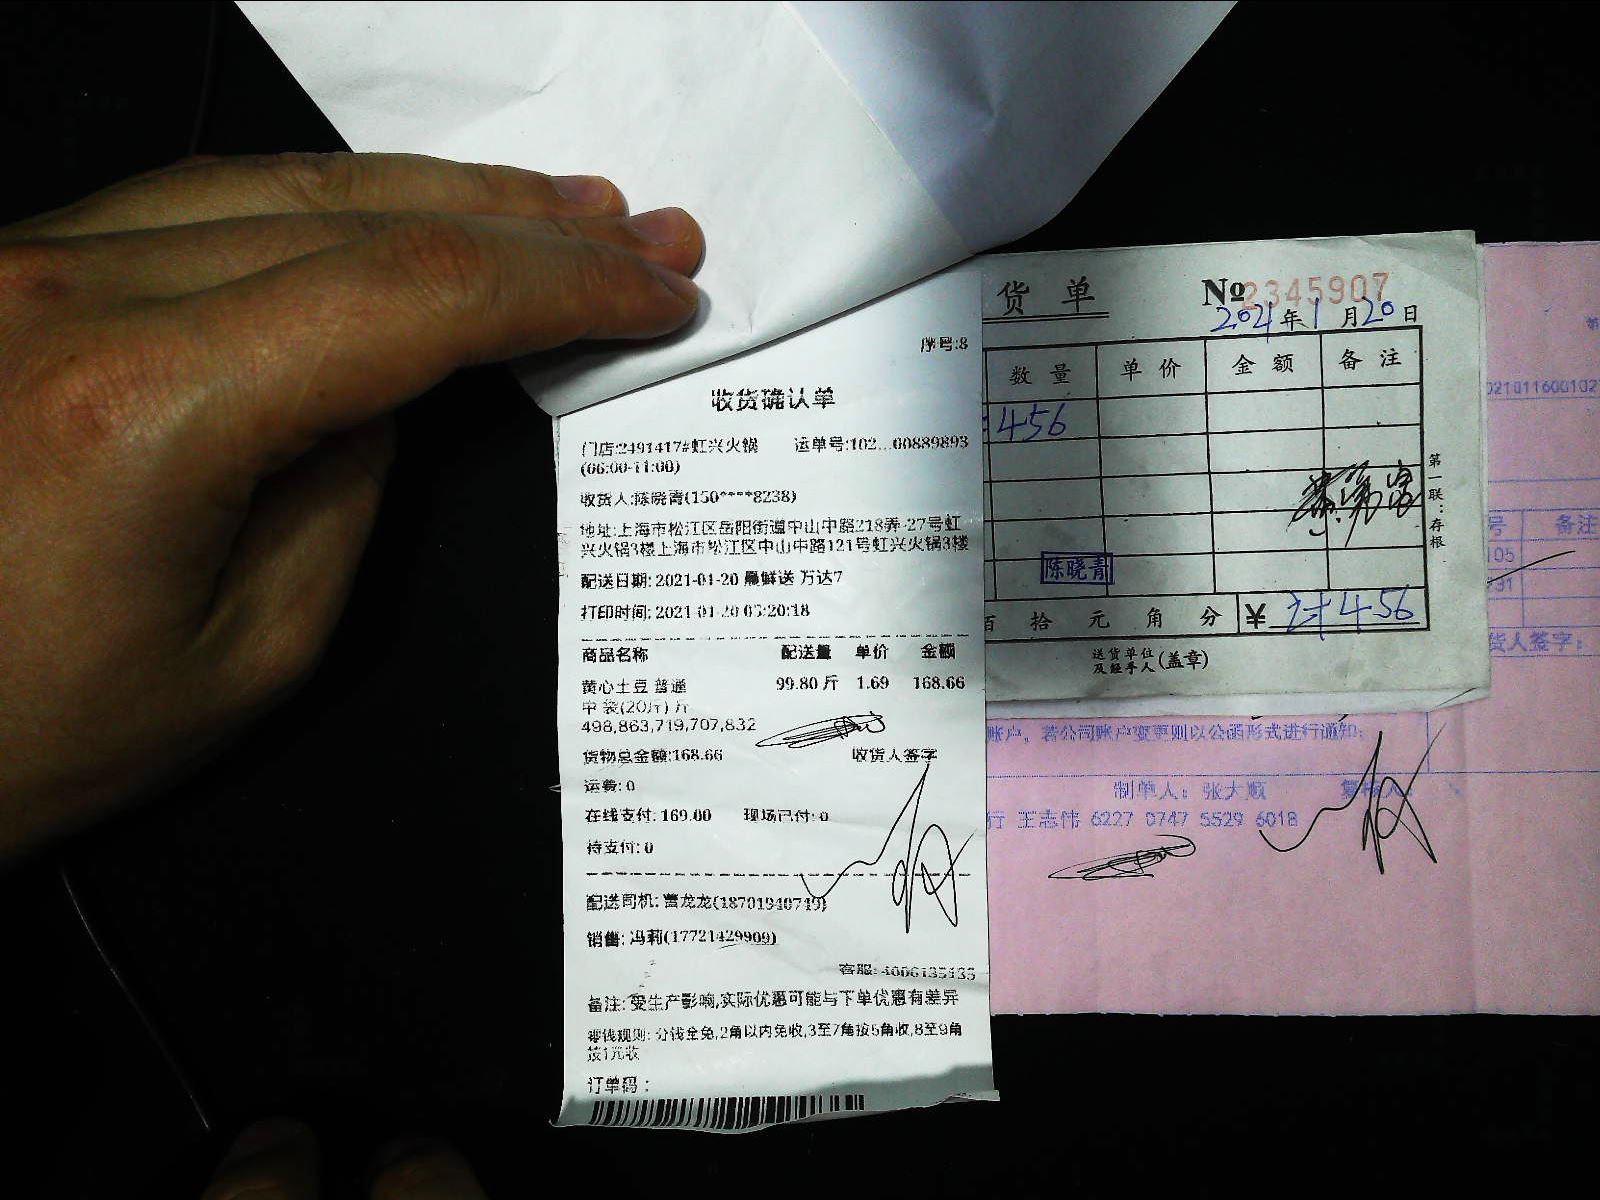 序号:8
收货确认单
门店:2491417#虹兴火锅 运单号:102...00889893
(06:00-11:00)
收货人:陈晓青(150****8238)
地址:上海市松江区岳阳街道中山中路218弄-27号虹
兴火锅3楼上海市松江区中山中路121号虹兴火锅3楼
配送日期: 2021-01-20 晨鲜送 万达7
打印时间: 2021-01-20 05:20:18
商品名称 配送量 单价 金额
黄心土豆 普通 99.80 斤 1.69 168.66
中 袋(20斤) 斤
498,863,719,707,832
货物总金额:168.66 收货人签字
运费: 0
在线支付: 169.00 现场已付: 0
待支付: 0
配送司机: 曹龙龙(18701940749)
销售: 冯莉(17721429909)
客服: 4006135135
备注: 受生产影响,实际优惠可能与下单优惠有差异
零钱规则: 分钱全免,2角以内免收,3至7角按5角收,8至9角
按1元收
订单码:
货单
№2345907
2021年1月20日
数量 单价 金额 备注
456
第一联:存根
陈晓青
百 拾 元 角 分 ¥ 计456
送货单位
及经手人(盖章)
0210116001027
号 备注
105
231
货人签字:
账户, 若公司账户变更则以公函形式进行通知;
制单人: 张大顺 复核人:
行 王志伟 6227 0747 5529 6018